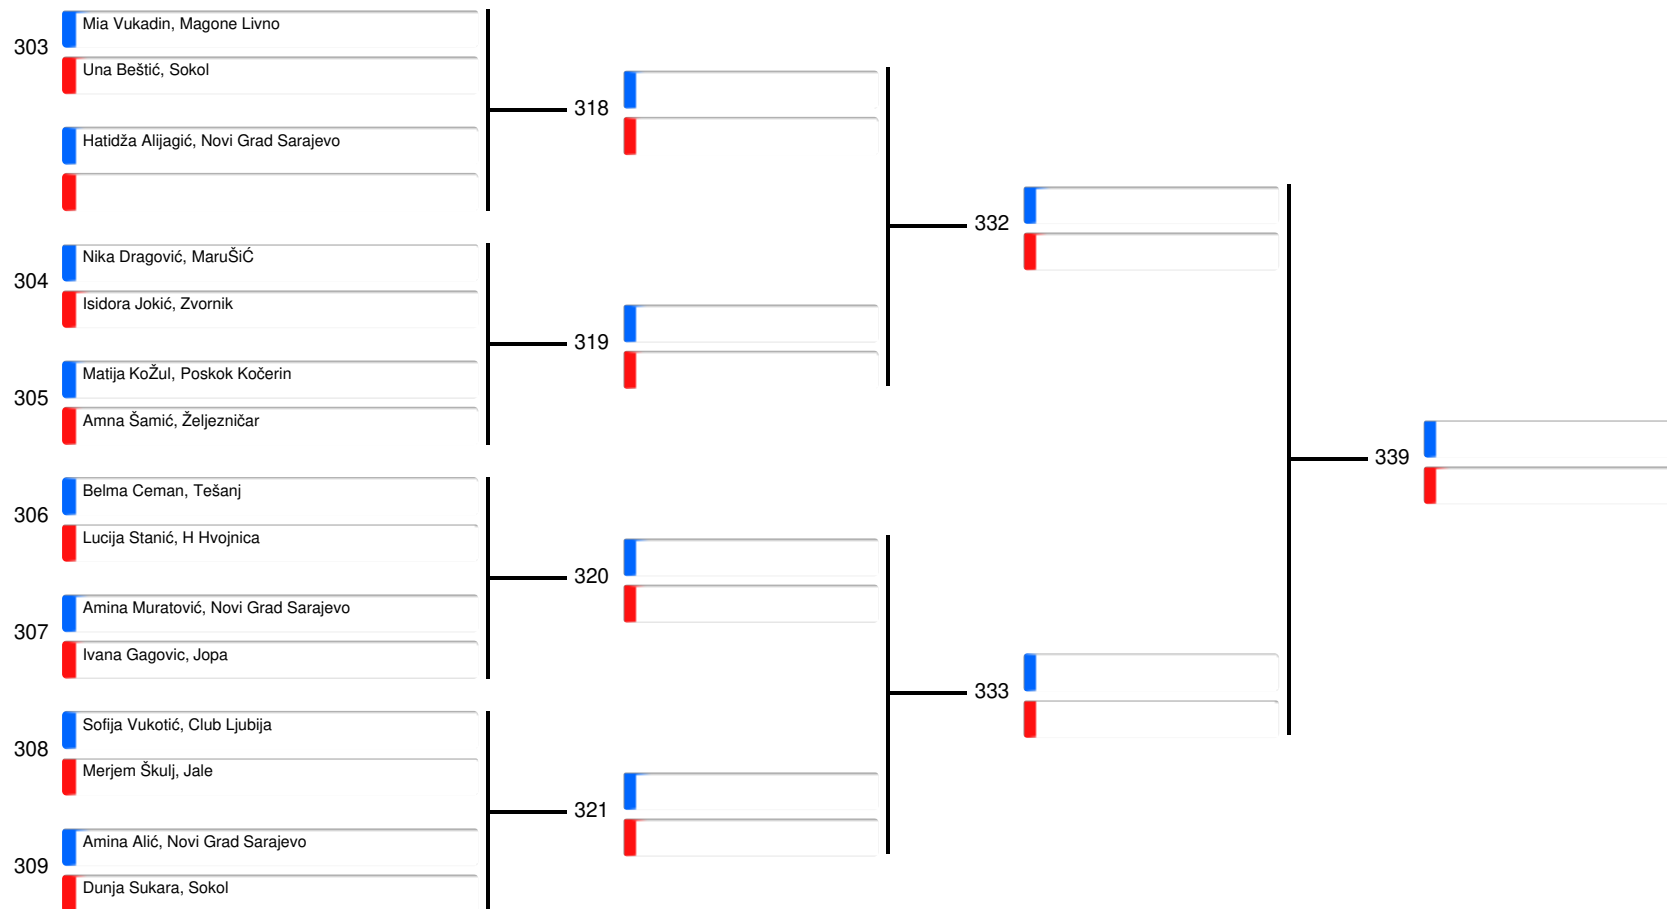 303
Mia Vukadin, Magone Livno
Una Beštić, Sokol
Hatidža Alijagić, Novi Grad Sarajevo
304
Nika Dragović, MaruŠiĆ
Isidora Jokić, Zvornik
305
Matija KoŽul, Poskok Kočerin
Amna Šamić, Željezničar
306
Belma Ceman, Tešanj
Lucija Stanić, H Hvojnica
307
Amina Muratović, Novi Grad Sarajevo
Ivana Gagovic, Jopa
308
Sofija Vukotić, Club Ljubija
Merjem Škulj, Jale
309
Amina Alić, Novi Grad Sarajevo
Dunja Sukara, Sokol
318
319
320
321
332
333
339